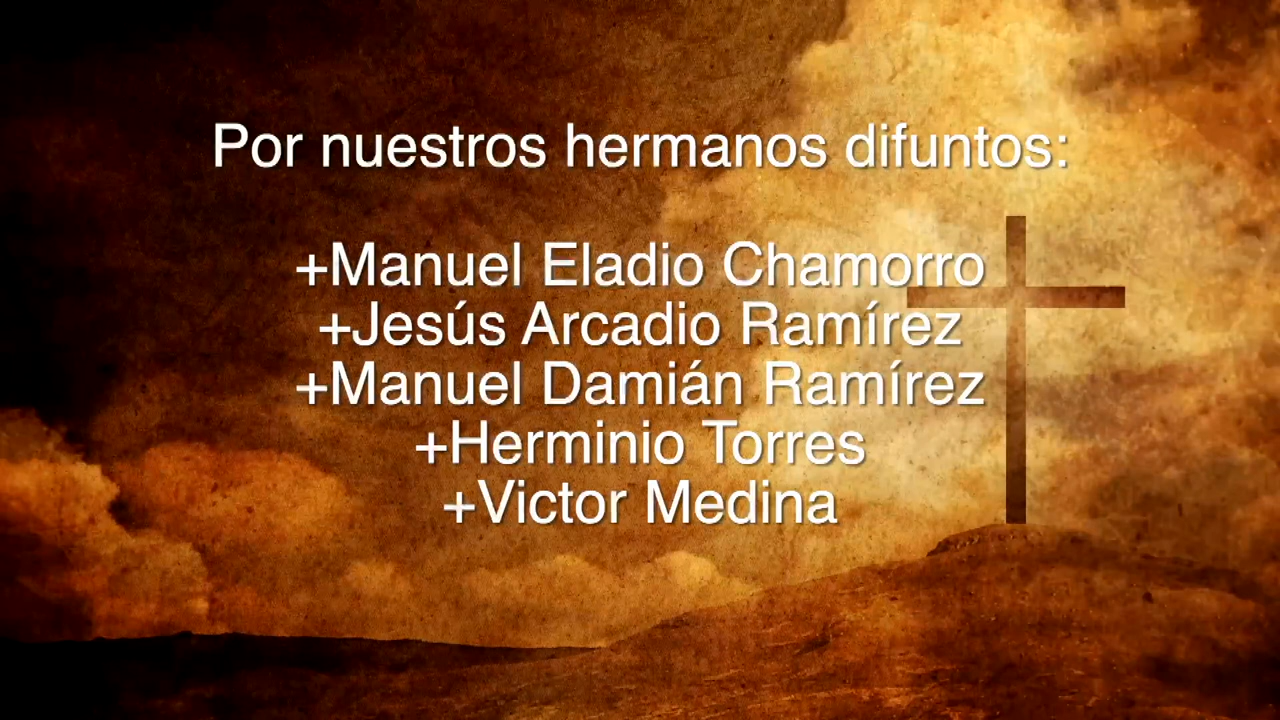 Por nuestros hermanos difuntos:
+Manuel Eladio Chamorro
+Jesús Arcadio Ramírez
+Manuel Damián Ramírez
+Herminio Torres
+Victor Medina